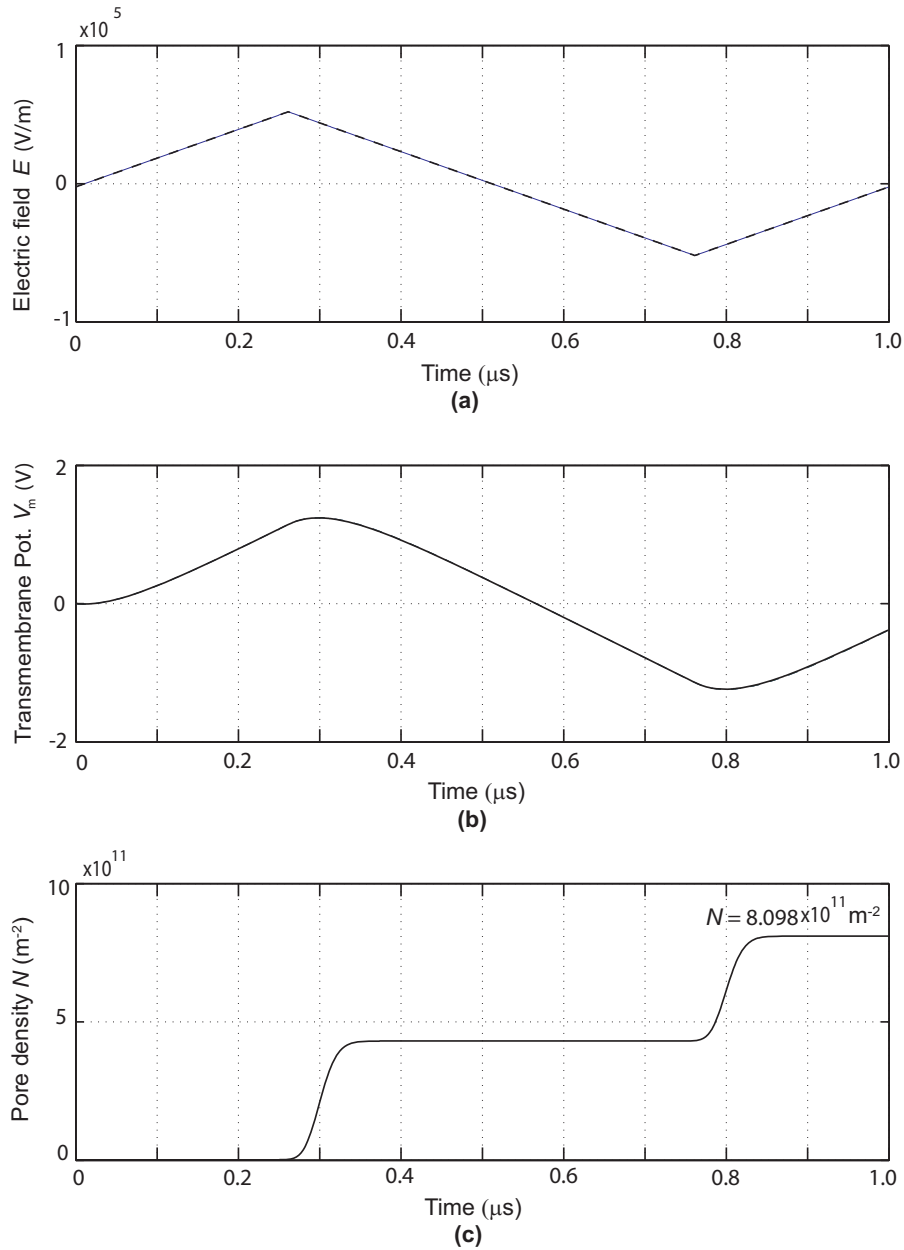 x10 5
1
0
-1
Electric field E (V/m)
0 0.2 0.4 0.6 0.8 1.0
Time (μs)
(a)
2
0
-2
Transmembrane Pot. Vm (V)
0 0.2 0.4 0.6 0.8 1.0
Time (μs)
(b)
x10 11
10
5
0
Pore density N (m-2)
N = 8.098x10 11 m-2
0 0.2 0.4 0.6 0.8 1.0
Time (μs)
(c)